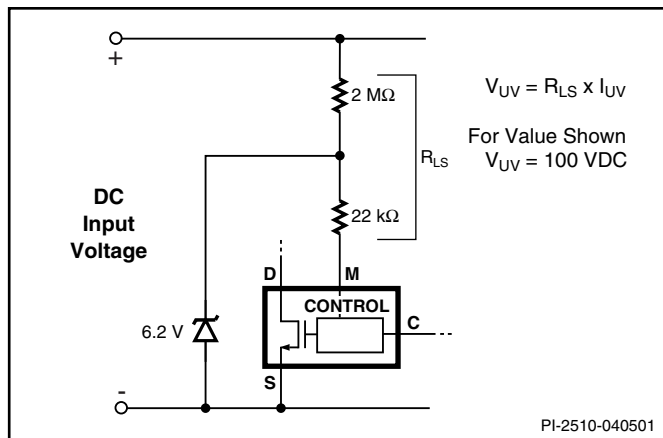 +
2 MΩ
V_UV = R_LS x I_UV
For Value Shown
V_UV = 100 VDC
R_LS
DC
Input
Voltage
22 kΩ
D
M
CONTROL
C
6.2 V
S
-
PI-2510-040501